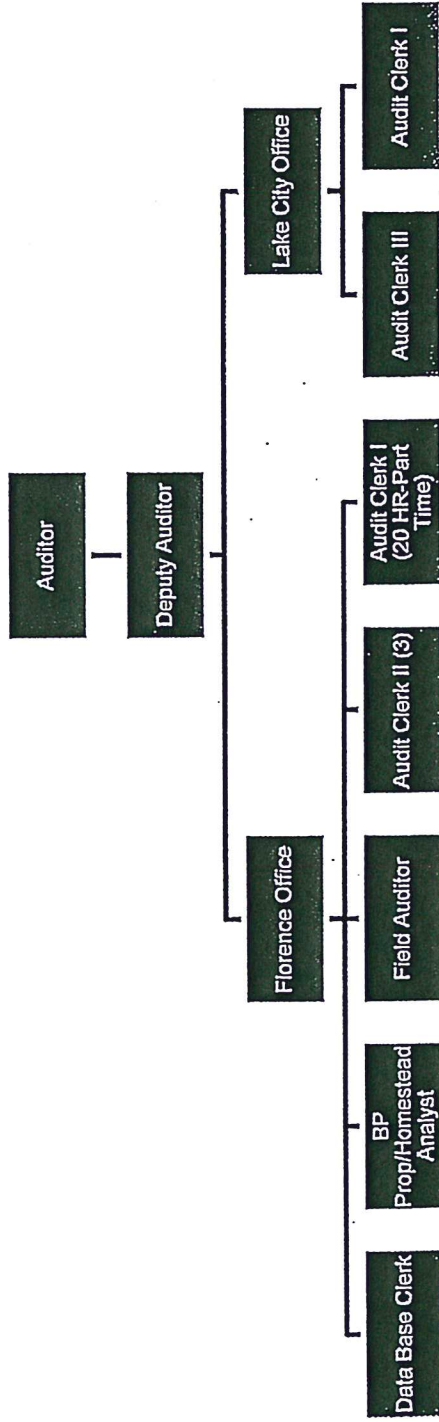 Auditor
Deputy Auditor
Florence Office
Lake City Office
Data Base Clerk
BP
Prop/Homestead
Analyst
Field Auditor
Audit Clerk II (3)
Audit Clerk I
(20 HR-Part
Time)
Audit Clerk III
Audit Clerk I